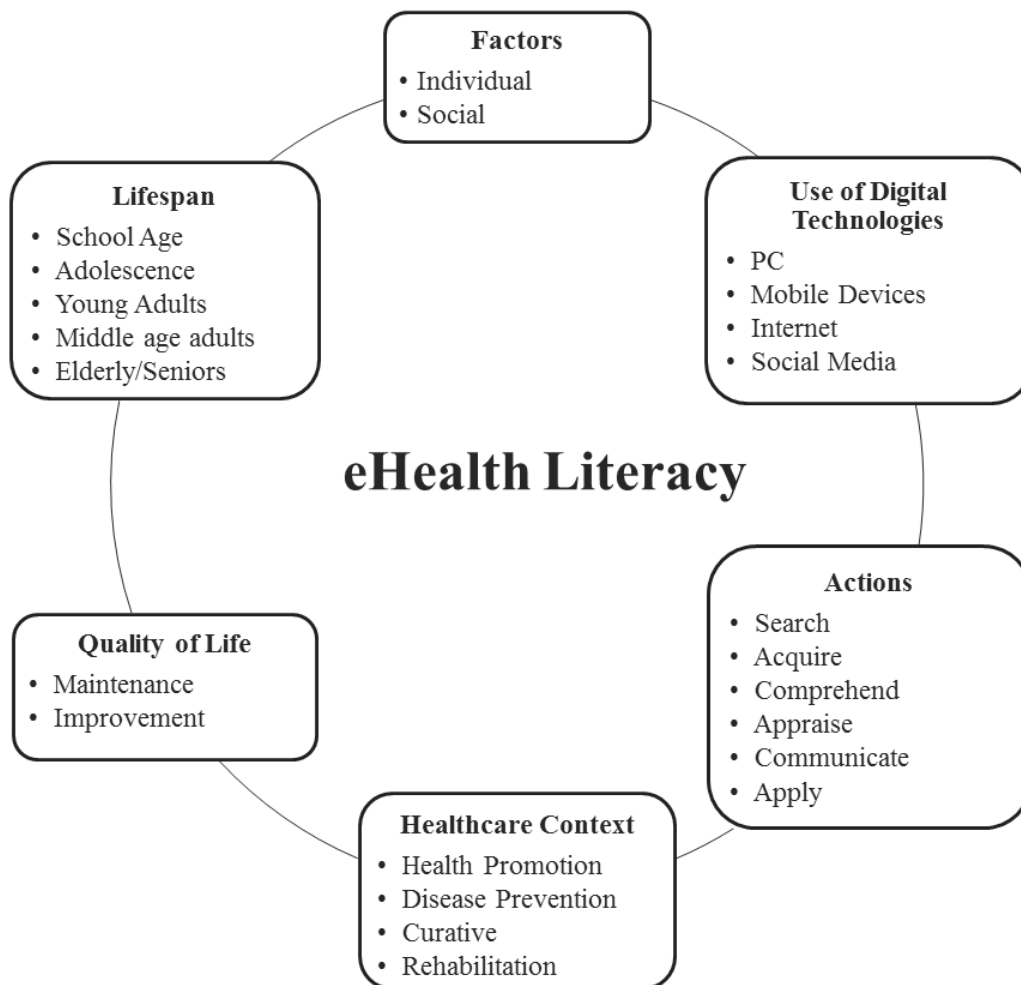 Factors
• Individual
• Social
Lifespan
• School Age
• Adolescence
• Young Adults
• Middle age adults
• Elderly/Seniors
Use of Digital
Technologies
• PC
• Mobile Devices
• Internet
• Social Media
eHealth Literacy
Quality of Life
• Maintenance
• Improvement
Actions
• Search
• Acquire
• Comprehend
• Appraise
• Communicate
• Apply
Healthcare Context
• Health Promotion
• Disease Prevention
• Curative
• Rehabilitation